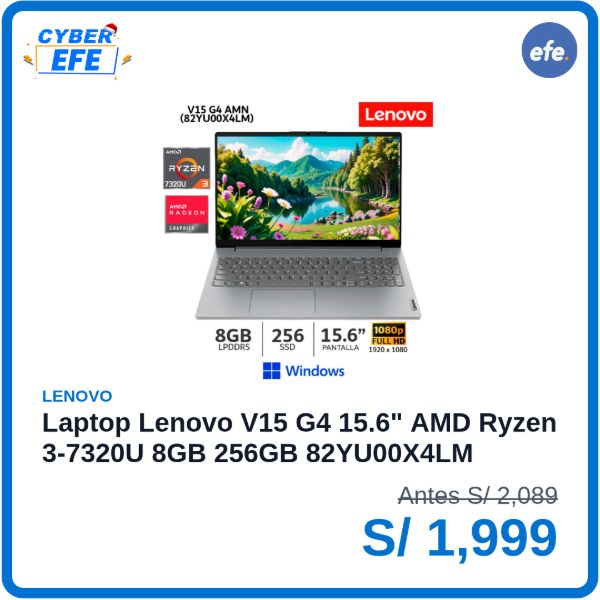 CYBER
EFE
efe.
V15 G4 AMN
(82YU00X4LM)
Lenovo
AMD
RYZEN
7320U 3
AMD
RADEON
GRAPHICS
Lenovo
8GB
LPDDR5
256
SSD
15.6”
PANTALLA
1080p
FULL HD
1920 x 1080
Windows
LENOVO
Laptop Lenovo V15 G4 15.6" AMD Ryzen
3-7320U 8GB 256GB 82YU00X4LM
Antes S/ 2,089
S/ 1,999